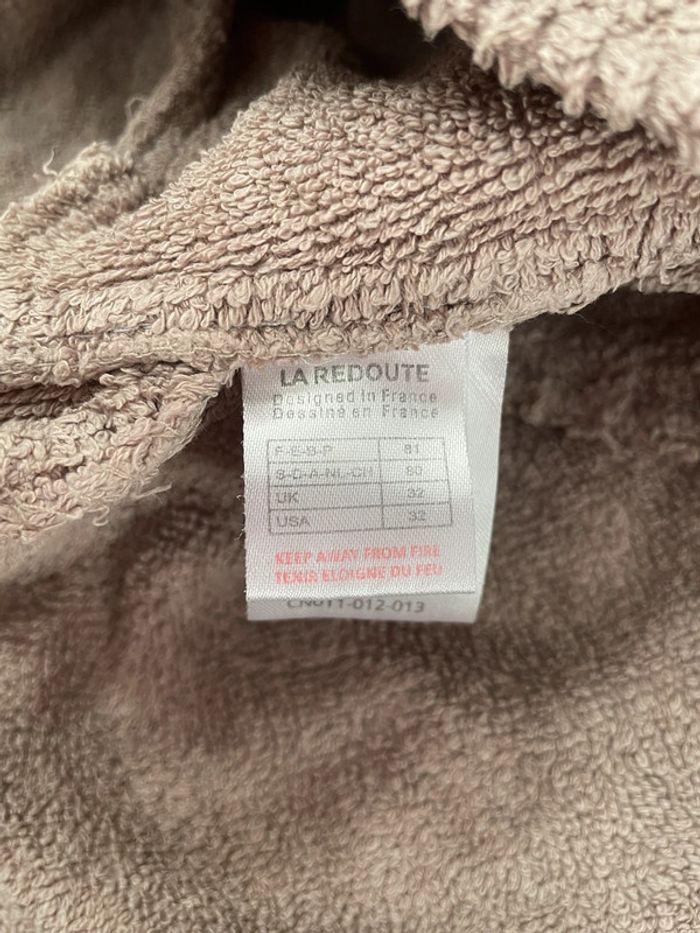 LA REDOUTE
Designed in France
Dessiné en France
F-E-B-P 81
S-D-A-NL-CH 80
UK 32
USA 32
KEEP AWAY FROM FIRE
TENIR ELOIGNE DU FEU
CN011-012-013